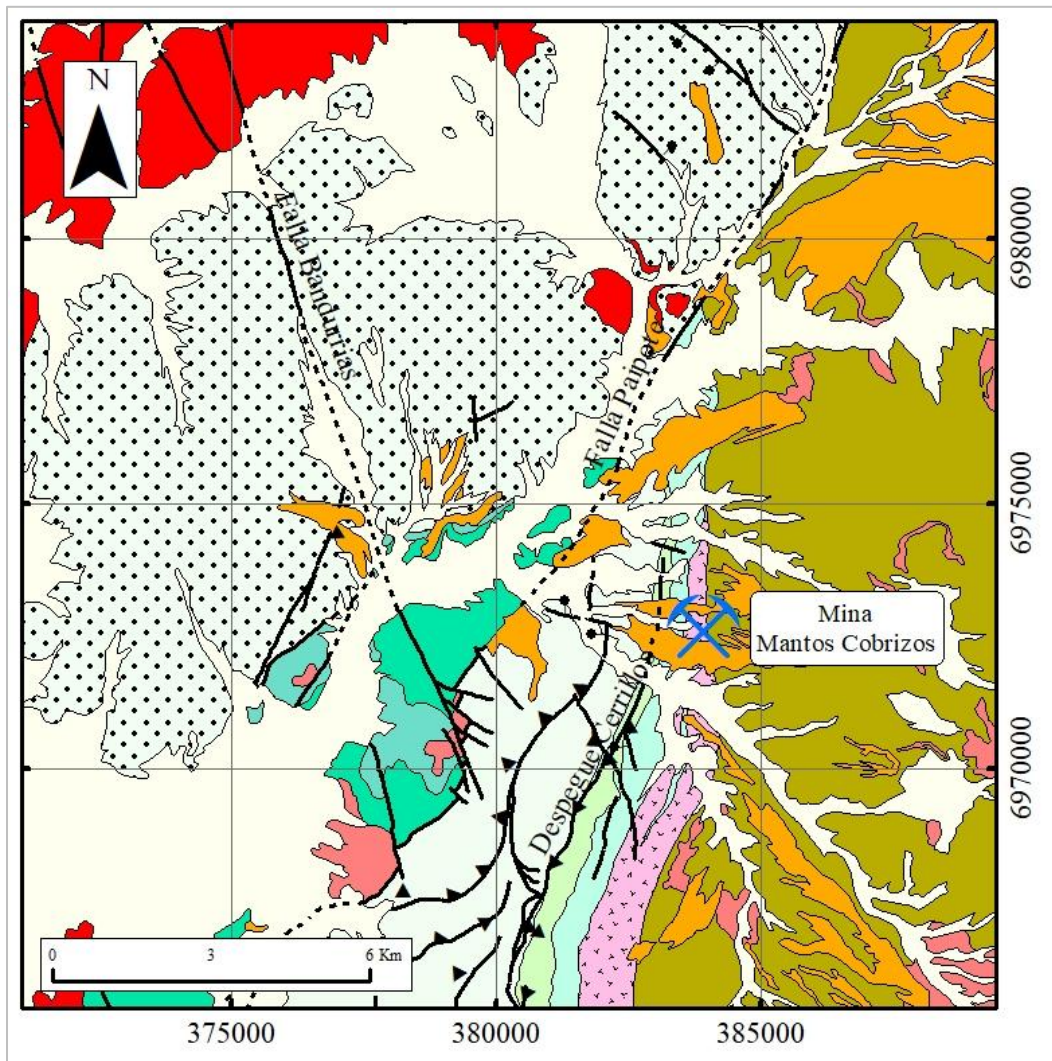 N
Falla Bandurrias
Falla Paipote
6980000
6975000
Mina
Mantos Cobrizos
Despegue Cerrillos
6970000
0 3 6 Km
375000 380000 385000